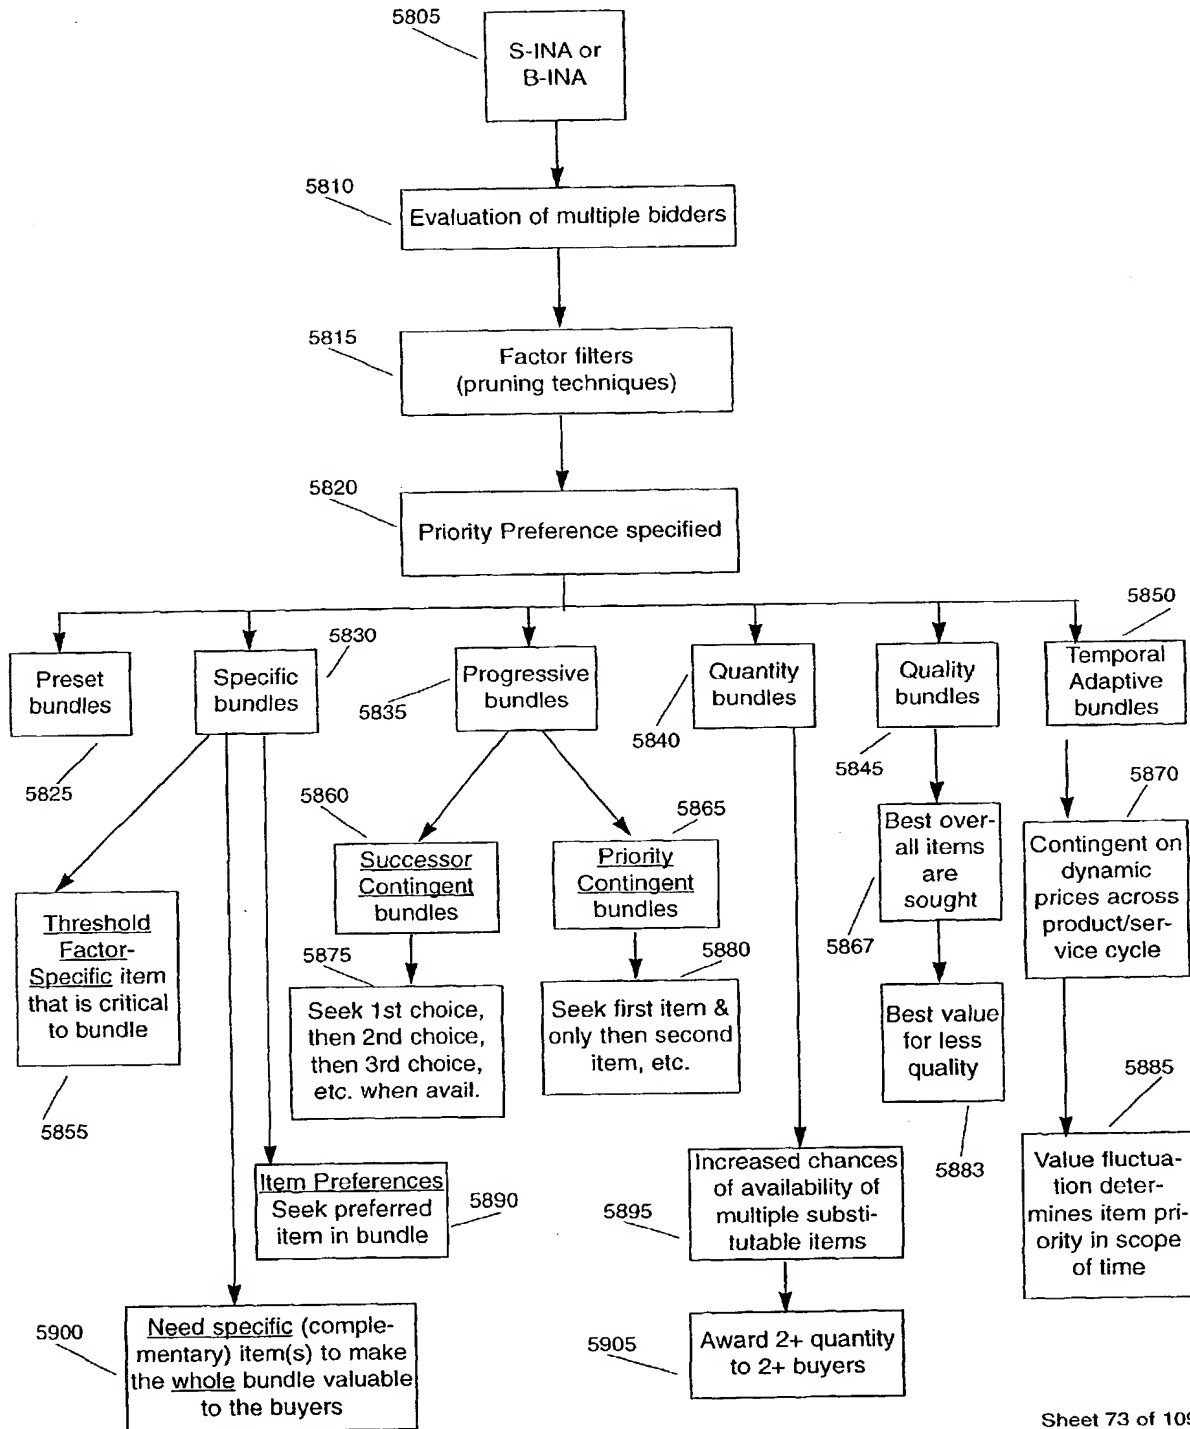 5805
S-INA or
B-INA
5810
Evaluation of multiple bidders
5815
Factor filters
(pruning techniques)
5820
Priority Preference specified
5850
5830
Preset
bundles
Specific
bundles
Progressive
bundles
Quantity
bundles
Quality
bundles
Temporal
Adaptive
bundles
5835
5840
5825
5845
5870
5860
5865
Successor
Contingent
bundles
Priority
Contingent
bundles
Best over-
all items
are
sought
Contingent on
dynamic
prices across
product/ser-
vice cycle
5867
Threshold
Factor-
Specific item
that is critical
to bundle
5875
5880
Seek 1st choice,
then 2nd choice,
then 3rd choice,
etc. when avail.
Seek first item &
only then second
item, etc.
Best value
for less
quality
5885
5855
5883
Item Preferences
Seek preferred
item in bundle
5890
5895
Increased chances
of availability of
multiple substi-
tutable items
Value fluctua-
tion deter-
mines item pri-
ority in scope
of time
5900
Need specific (comple-
mentary) item(s) to make
the whole bundle valuable
to the buyers
5905
Award 2+ quantity
to 2+ buyers
Sheet 73 of 109